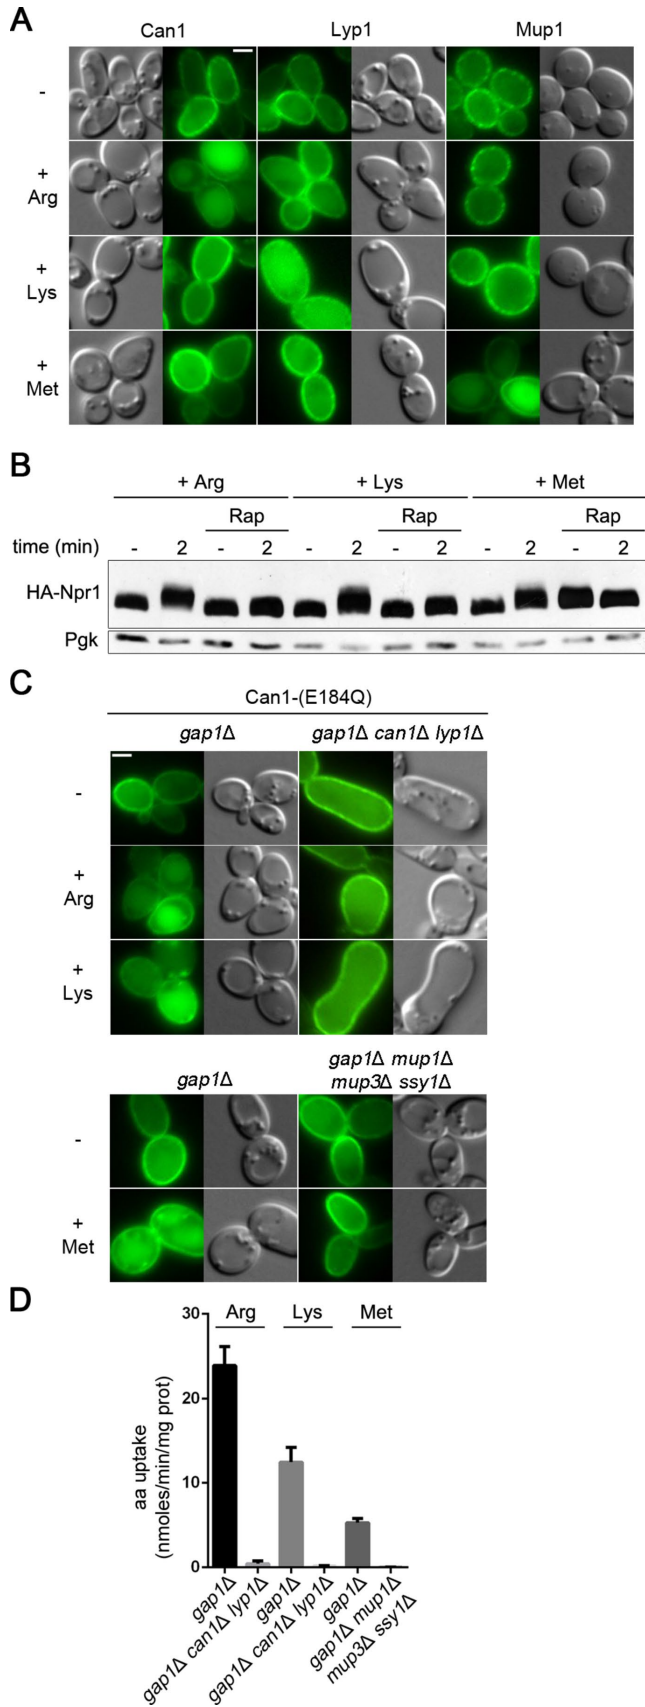 A
Can1 Lyp1 Mup1
-
+
Arg
+
Lys
+
Met
B
+ Arg + Lys + Met
Rap Rap Rap
time (min) - 2 - 2 - 2 - 2 - 2 - 2
HA-Npr1
Pgk
C
Can1-(E184Q)
gap1Δ gap1Δ can1Δ lyp1Δ
-
+
Arg
+
Lys
gap1Δ gap1Δ mup1Δ
mup3Δ ssy1Δ
-
+
Met
D
Arg Lys Met
30
20
10
0
aa uptake
(nmoles/min/mg prot)
gap1Δ
gap1Δ can1Δ lyp1Δ
gap1Δ
gap1Δ can1Δ lyp1Δ
gap1Δ
gap1Δ mup1Δ
mup3Δ ssy1Δ